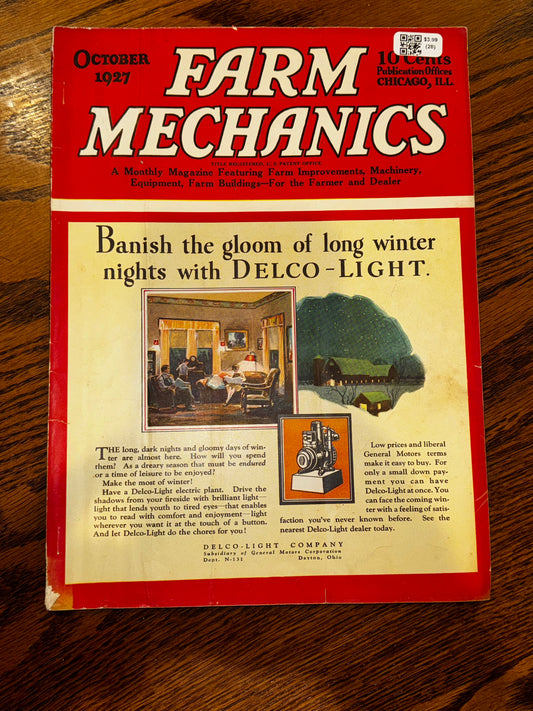 OCTOBER
1927
$3.99
(28)
10 Cents
Publication Offices
CHICAGO, ILL.
FARM
MECHANICS
TITLE REGISTERED, U. S. PATENT OFFICE
A Monthly Magazine Featuring Farm Improvements, Machinery,
Equipment, Farm Buildings—For the Farmer and Dealer
Banish the gloom of long winter
nights with DELCO-LIGHT.
THE long, dark nights and gloomy days of win-
ter are almost here. How will you spend
them? As a dreary season that must be endured
or a time of leisure to be enjoyed?
Make the most of winter!
Have a Delco-Light electric plant. Drive the
shadows from your fireside with brilliant light—
light that lends youth to tired eyes—that enables
you to read with comfort and enjoyment—light
wherever you want it at the touch of a button.
And let Delco-Light do the chores for you!
Low prices and liberal
General Motors terms
make it easy to buy. For
only a small down pay-
ment you can have
Delco-Light at once. You
can face the coming win-
ter with a feeling of satis-
faction you've never known before. See the
nearest Delco-Light dealer today.
DELCO-LIGHT COMPANY
Subsidiary of General Motors Corporation
Dept. N-131 Dayton, Ohio